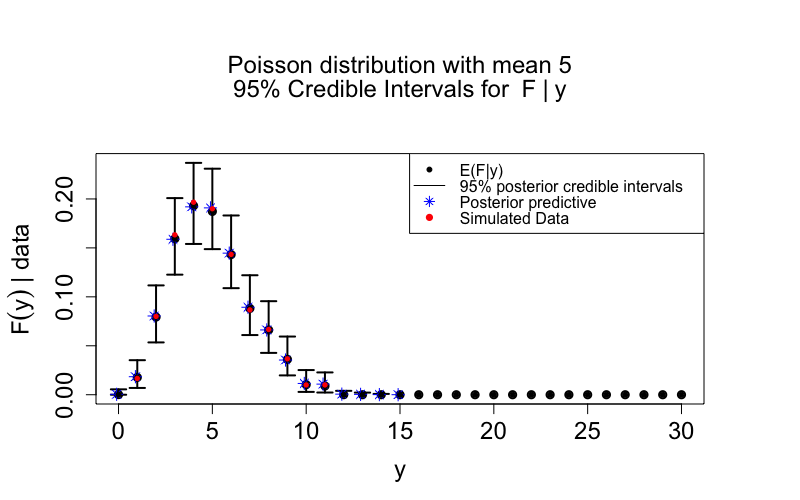 Poisson distribution with mean 5
95% Credible Intervals for F | y
E(F|y)
95% posterior credible intervals
Posterior predictive
Simulated Data
F(y) | data
0.20
0.10
0.00
0 5 10 15 20 25 30
y